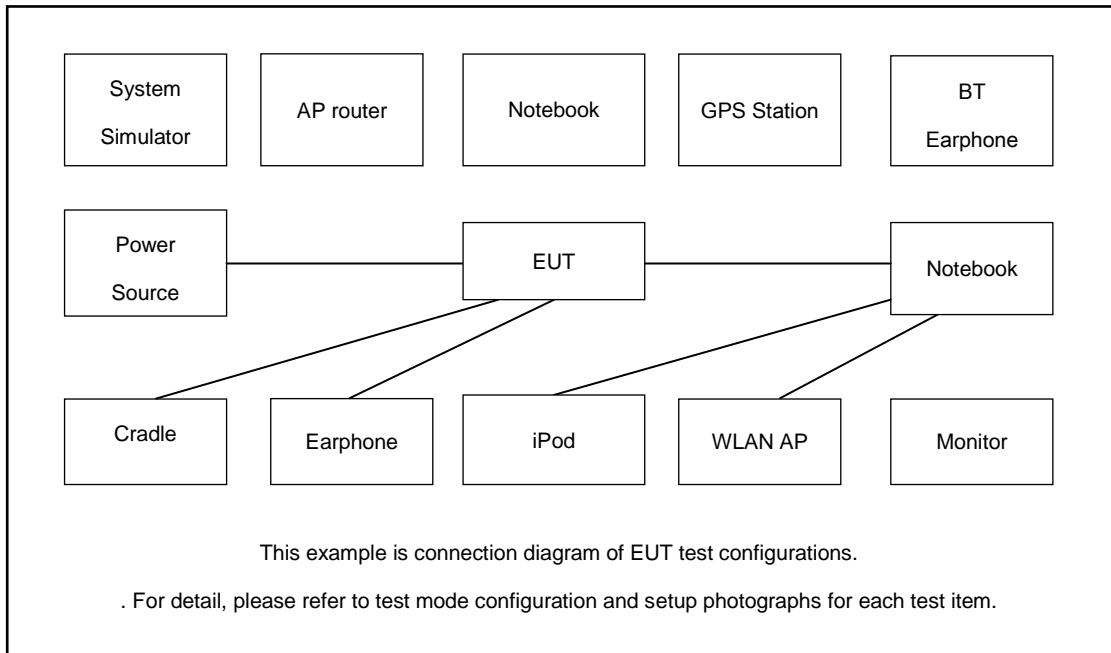 System
Simulator
AP router
Notebook
GPS Station
BT
Earphone
Power
Source
EUT
Notebook
Cradle
Earphone
iPod
WLAN AP
Monitor
This example is connection diagram of EUT test configurations.
. For detail, please refer to test mode configuration and setup photographs for each test item.